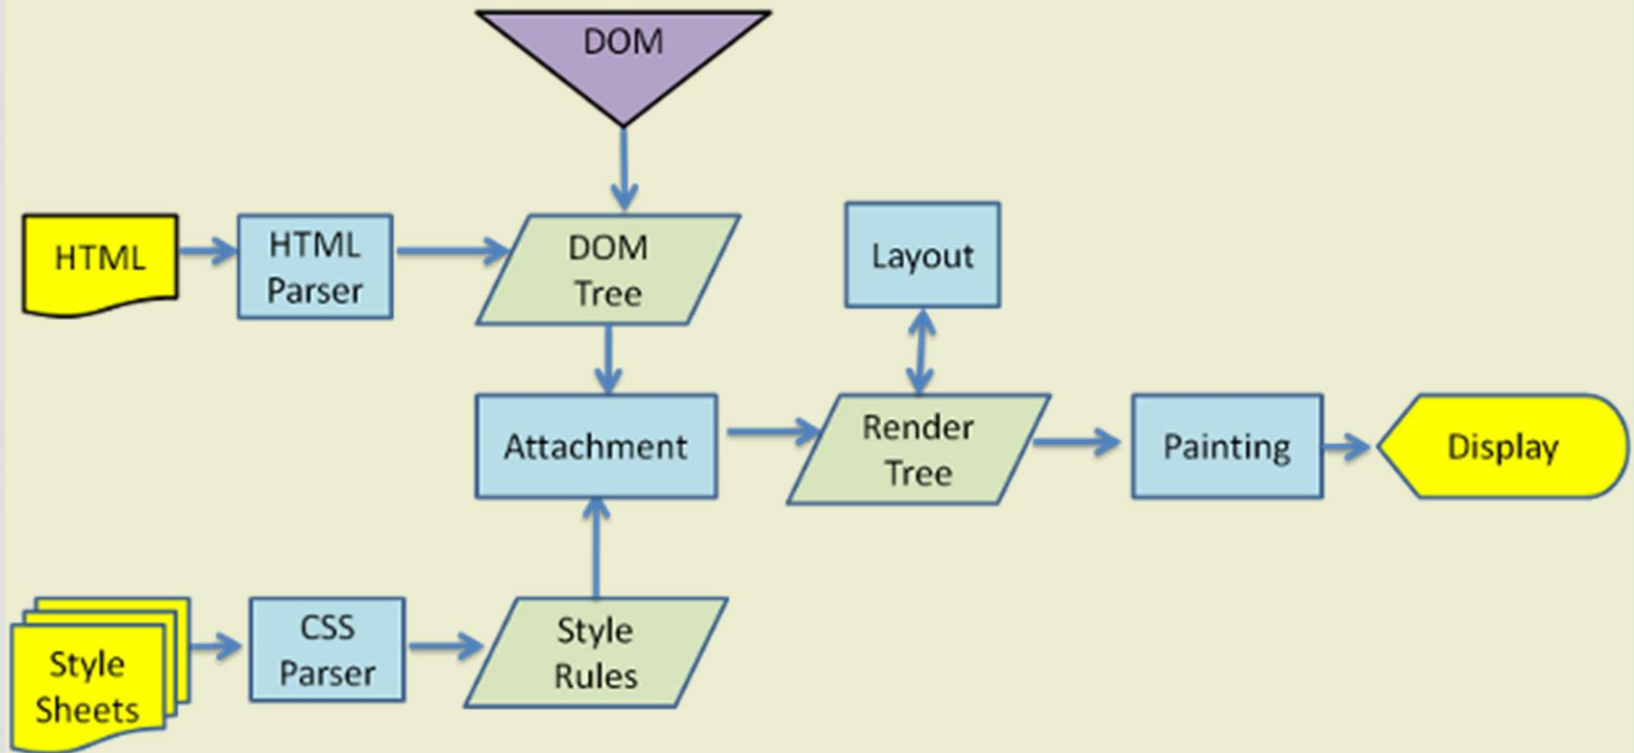 DOM
HTML
HTML
Parser
DOM
Tree
Layout
Attachment
Render
Tree
Painting
Display
Style
Sheets
CSS
Parser
Style
Rules